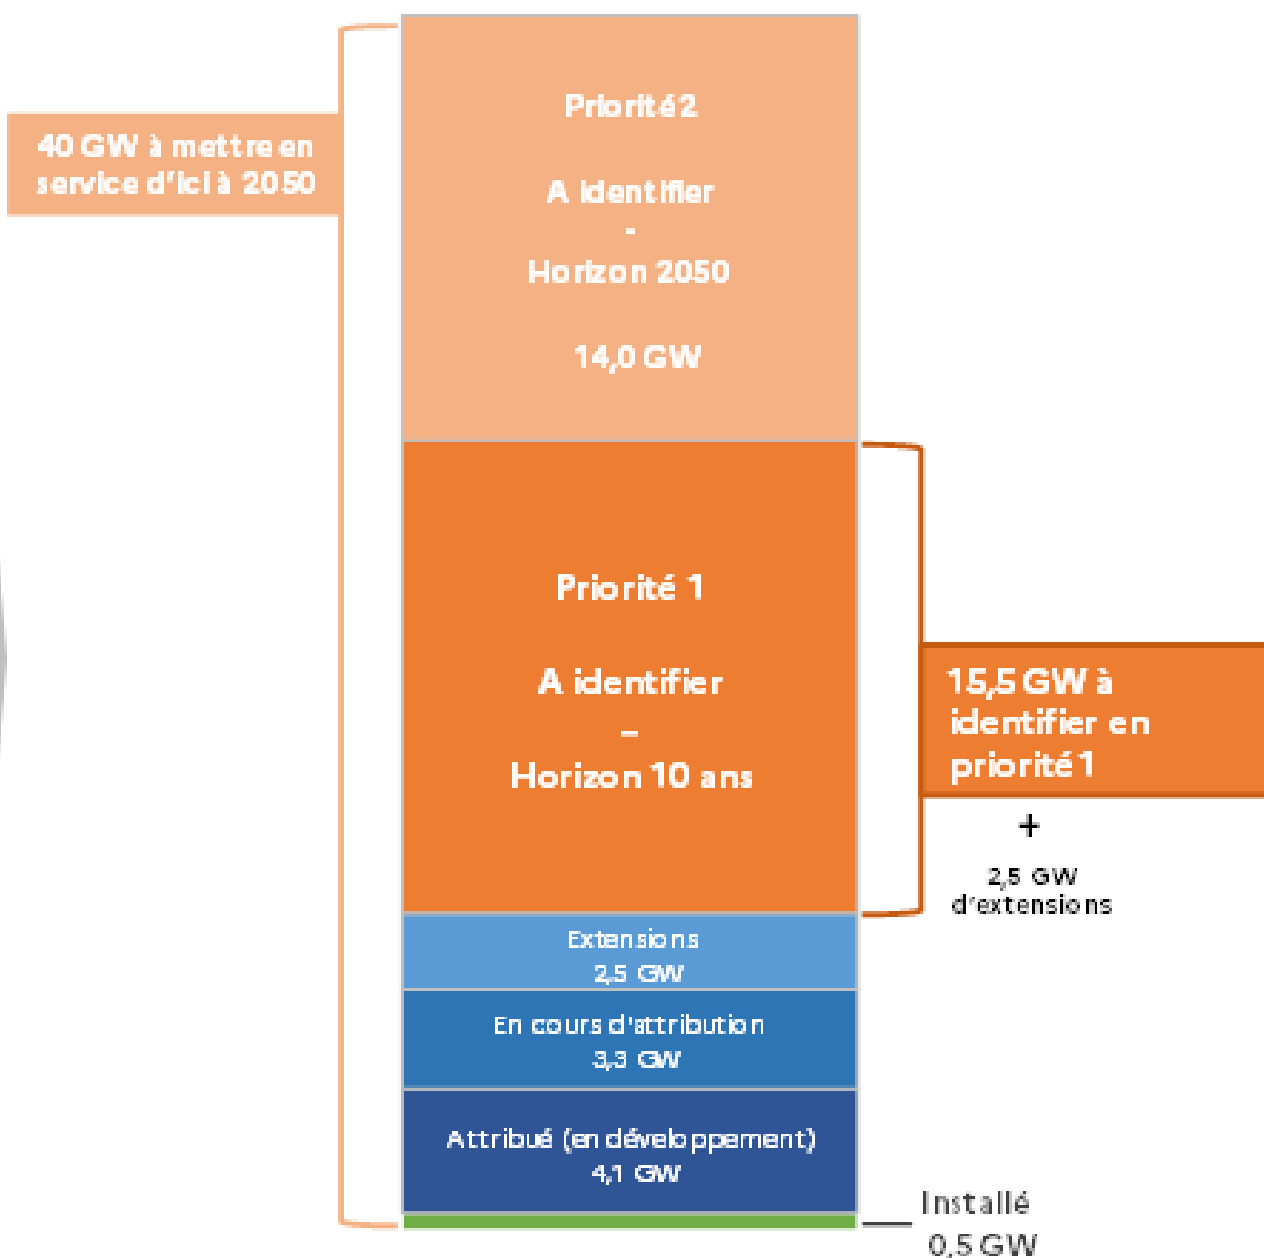 40 GW à mettre en
service d'ici à 2050
Priorité 2
A identifier
-
Horizon 2050
14,0 GW
Priorité 1
A identifier
–
Horizon 10 ans
15,5 GW à
identifier en
priorité 1
+
2,5 GW
d'extensions
Extensions
2,5 GW
En cours d'attribution
3,3 GW
Attribué (en développement)
4,1 GW
Installé
0,5 GW